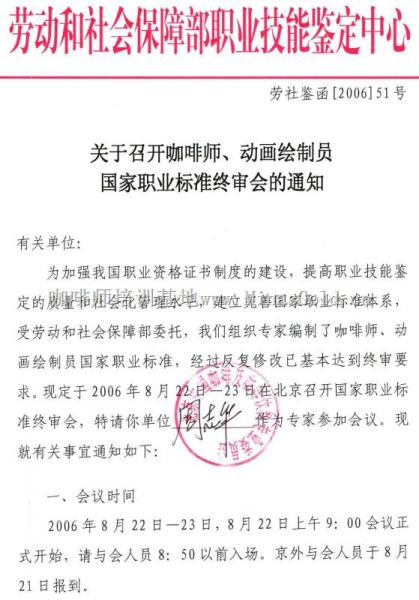 劳动和社会保障部职业技能鉴定中心
劳社鉴函[2006]51号
关于召开咖啡师、动画绘制员
国家职业标准终审会的通知
有关单位：
为加强我国职业资格证书制度的建设，提高职业技能鉴定
的质量和社会化管理水平，建立完善国家职业标准体系，
受劳动和社会保障部委托，我们组织专家编制了咖啡师、动
画绘制员国家职业标准，经过反复修改已基本达到终审要
求。现定于2006年8月22日—23日在北京召开国家职业标
准终审会，特请你单位 作为专家参加会议。现
就有关事宜通知如下：
一、会议时间
2006年8月22日—23日，8月22日上午9：00会议正
式开始，请与会人员8：50以前入场。京外与会人员于8月
21日报到。
咖啡师培训基地